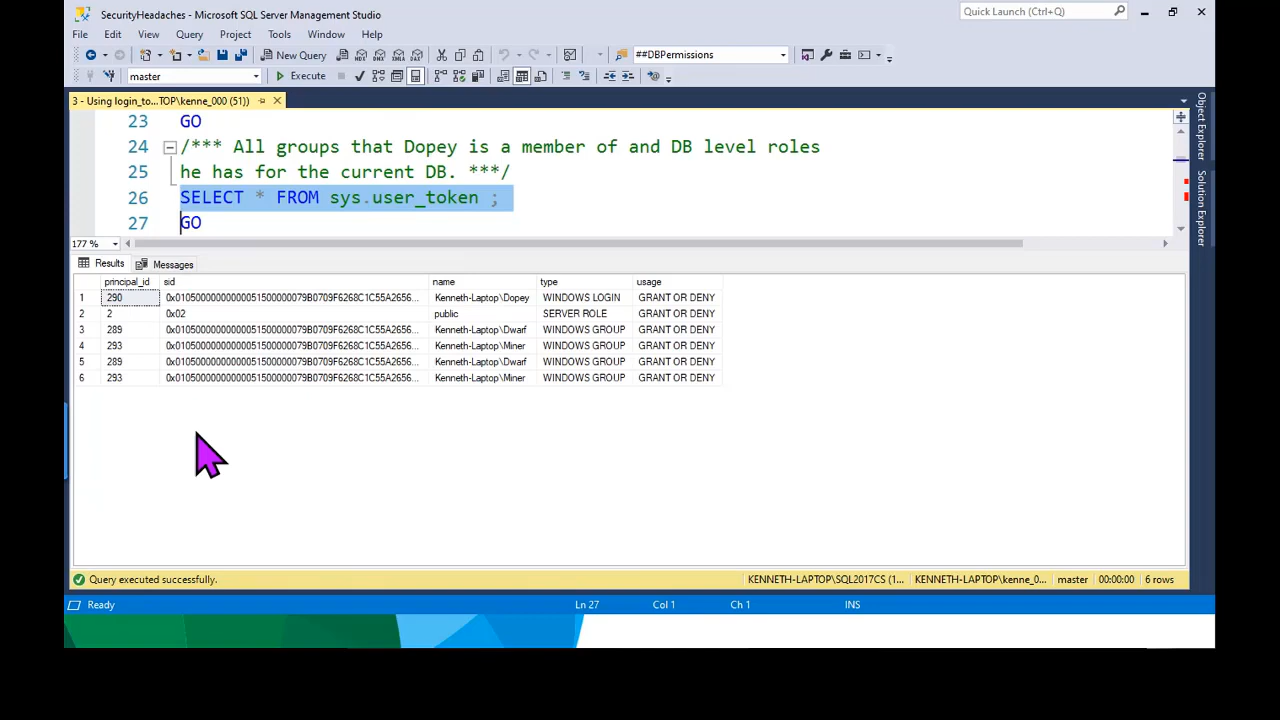 SecurityHeadaches - Microsoft SQL Server Management Studio
Quick Launch (Ctrl+Q)
File Edit View Query Project Tools Window Help
New Query
##DBPermissions
master
Execute
3 - Using login_to...TOP\kenne_000 (51))
23 GO
24 /*** All groups that Dopey is a member of and DB level roles
25 he has for the current DB. ***/
26 SELECT * FROM sys.user_token ;
27 GO
177 %
Results Messages
principal_id sid name type usage
1 290 0x01050000000000051500000079B0709F6268C1C55A2656... Kenneth-Laptop\Dopey WINDOWS LOGIN GRANT OR DENY
2 2 0x02 public SERVER ROLE GRANT OR DENY
3 289 0x01050000000000051500000079B0709F6268C1C55A2656... Kenneth-Laptop\Dwarf WINDOWS GROUP GRANT OR DENY
4 293 0x01050000000000051500000079B0709F6268C1C55A2656... Kenneth-Laptop\Miner WINDOWS GROUP GRANT OR DENY
5 289 0x01050000000000051500000079B0709F6268C1C55A2656... Kenneth-Laptop\Dwarf WINDOWS GROUP GRANT OR DENY
6 293 0x01050000000000051500000079B0709F6268C1C55A2656... Kenneth-Laptop\Miner WINDOWS GROUP GRANT OR DENY
Query executed successfully.
KENNETH-LAPTOP\SQL2017CS (1... KENNETH-LAPTOP\kenne_0... master 00:00:00 6 rows
Ready Ln 27 Col 1 Ch 1 INS
Object Explorer
Solution Explorer